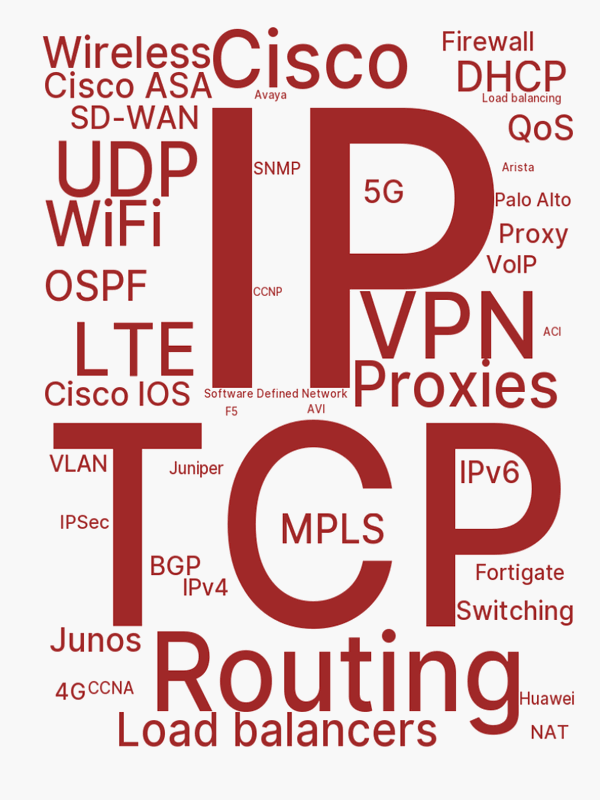 Wireless
Cisco
Firewall
Cisco ASA
DHCP
Avaya
Load balancing
SD-WAN
QoS
IP
UDP
SNMP
Arista
5G
Palo Alto
WiFi
Proxy
VoIP
OSPF
CCNP
VPN
ACI
LTE
Cisco IOS
Software Defined Network
Proxies
F5
AVI
TCP
VLAN
Juniper
IPv6
IPSec
MPLS
BGP
IPv4
Fortigate
Switching
Junos
Routing
4G
CCNA
Huawei
Load balancers
NAT